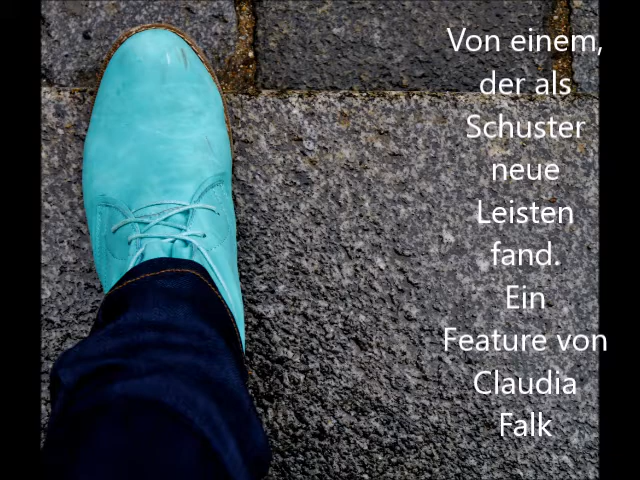 Von einem,
der als
Schuster
neue
Leisten
fand.
Ein
Feature von
Claudia
Falk